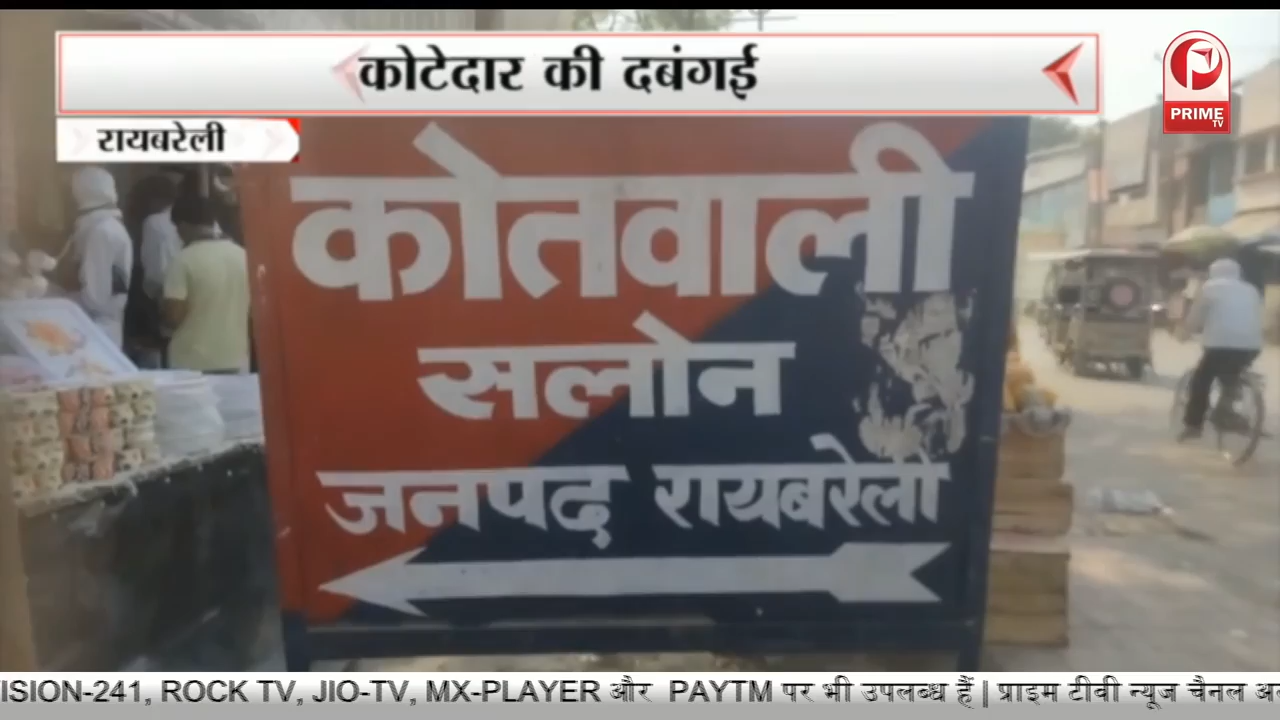 कोटेदार की दबंगई
PRIME
TV
रायबरेली
कोतवाली
सलोन
जनपद रायबरेली
ISION-241, ROCK TV, JIO-TV, MX-PLAYER और PAYTM पर भी उपलब्ध हैं | प्राइम टीवी न्यूज चैनल